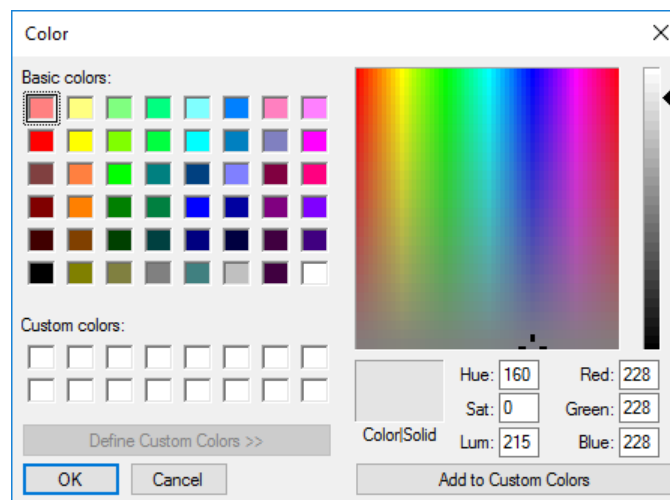 Color
Basic colors:
Custom colors:
Define Custom Colors >>
OK
Cancel
Color|Solid
Hue: 160
Sat: 0
Lum: 215
Red: 228
Green: 228
Blue: 228
Add to Custom Colors